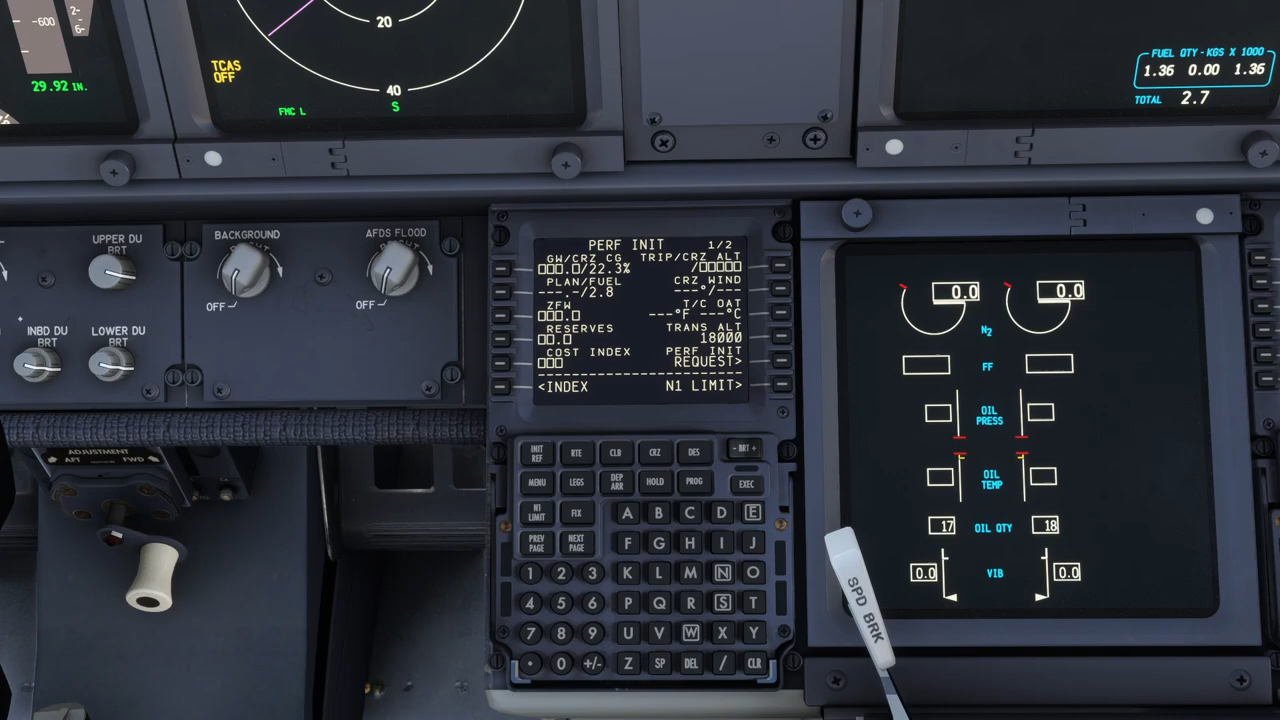 -600
2-
6-
29.92 IN.
TCAS
OFF
20
40
FMC L
S
FUEL QTY-KGS X 1000
1.36 0.00 1.36
TOTAL 2.7
UPPER DU
BRT
BACKGROUND
OFF
AFDS FLOOD
OFF
INBD DU
BRT
LOWER DU
BRT
ADJUSTMENT
AFT FWD
PERF INIT 1/2
GW/CRZ CG TRIP/CRZ ALT
□□□.0/22.3% /□□□□□
PLAN/FUEL CRZ WIND
---.-/2.8 ---°/---
ZFW T/C OAT
□□□.0 ---°F ---°C
RESERVES TRANS ALT
□□.0 18000
COST INDEX PERF INIT
□□□ REQUEST>
<INDEX N1 LIMIT>
INIT REF RTE CLB CRZ DES - BRT +
MENU LEGS DEP ARR HOLD PROG EXEC
N1 LIMIT FIX A B C D E
PREV PAGE NEXT PAGE F G H I J
1 2 3 K L M N O
4 5 6 P Q R S T
7 8 9 U V W X Y
. 0 +/- Z SP DEL / CLR
0.0 0.0
N2
FF
OIL
PRESS
OIL
TEMP
17 OIL QTY 18
0.0 VIB 0.0
SPD BRK